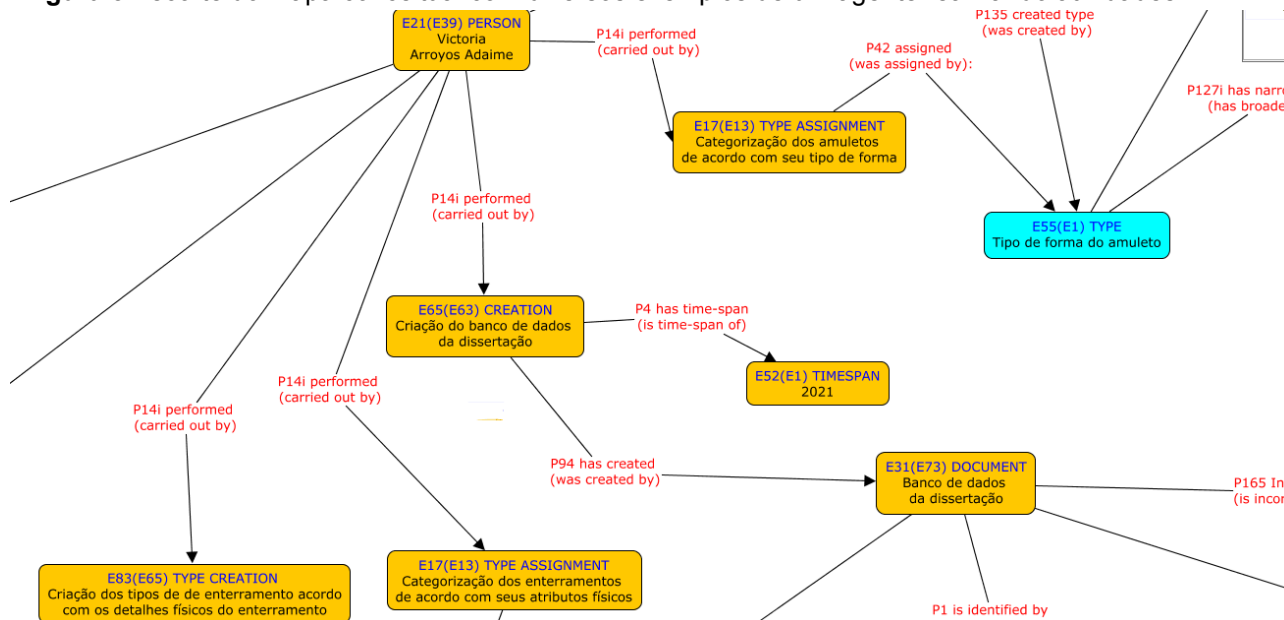 E21(E39) PERSON
Victoria
Arroyos Adaime
P14i performed
(carried out by)
P135 created type
(was created by)
P42 assigned
(was assigned by):
P127i has narr
(has broade
E17(E13) TYPE ASSIGNMENT
Categorização dos amuletos
de acordo com seu tipo de forma
P14i performed
(carried out by)
E55(E1) TYPE
Tipo de forma do amuleto
E65(E63) CREATION
Criação do banco de dados
da dissertação
P4 has time-span
(is time-span of)
E52(E1) TIMESPAN
2021
P14i performed
(carried out by)
P14i performed
(carried out by)
P94 has created
(was created by)
E31(E73) DOCUMENT
Banco de dados
da dissertação
P165 In
(is incor
E83(E65) TYPE CREATION
Criação dos tipos de de enterramento acordo
com os detalhes físicos do enterramento
E17(E13) TYPE ASSIGNMENT
Categorização dos enterramentos
de acordo com seus atributos físicos
P1 is identified by